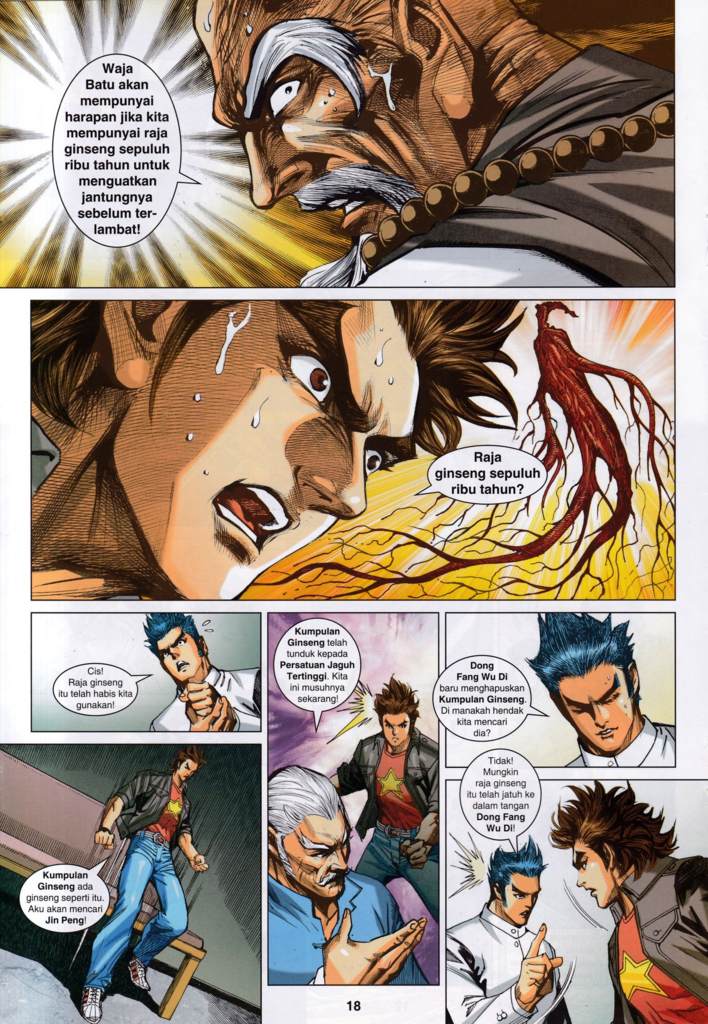 Waja
Batu akan
mempunyai
harapan jika kita
mempunyai raja
ginseng sepuluh
ribu tahun untuk
menguatkan
jantungnya
sebelum ter-
lambat!
Raja
ginseng sepuluh
ribu tahun?
Cis!
Raja ginseng
itu telah habis kita
gunakan!
Kumpulan
Ginseng ada
ginseng seperti itu.
Aku akan mencari
Jin Peng!
Kumpulan
Ginseng telah
tunduk kepada
Persatuan Jaguh
Tertinggi. Kita
ini musuhnya
sekarang!
Dong
Fang Wu Di
baru menghapuskan
Kumpulan Ginseng.
Di manakah hendak
kita mencari
dia?
Tidak!
Mungkin
raja ginseng
itu telah jatuh ke
dalam tangan
Dong Fang
Wu Di!
18